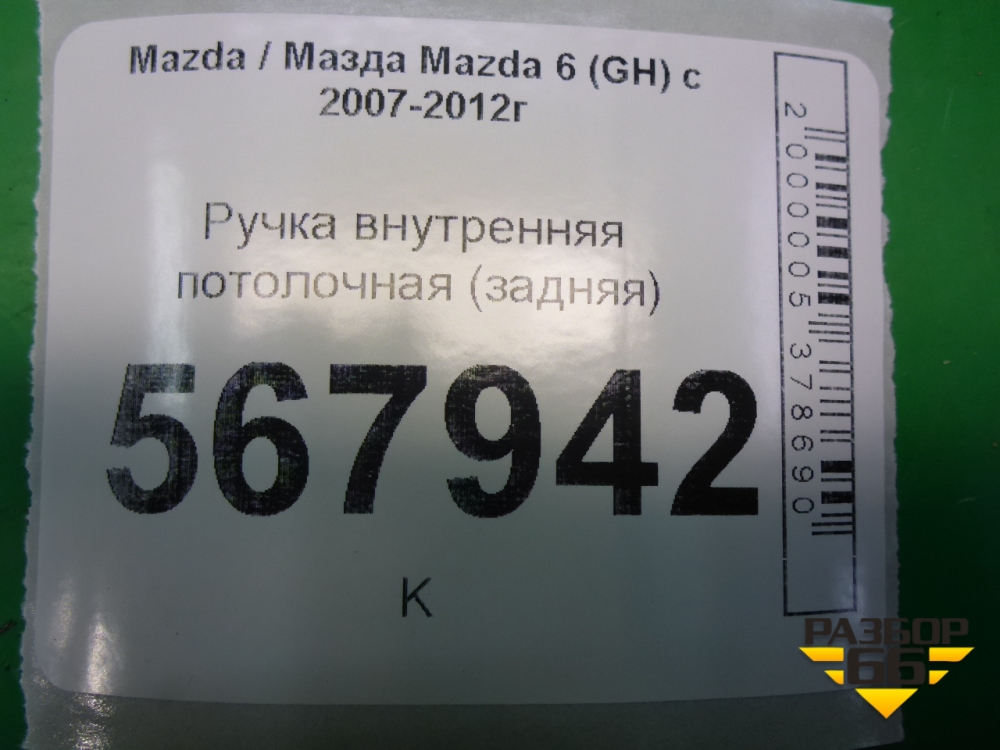 Mazda / Мазда Mazda 6 (GH) с
2007-2012г
Ручка внутренняя
потолочная (задняя)
567942
К
2000005378690
РАЗБОР
66